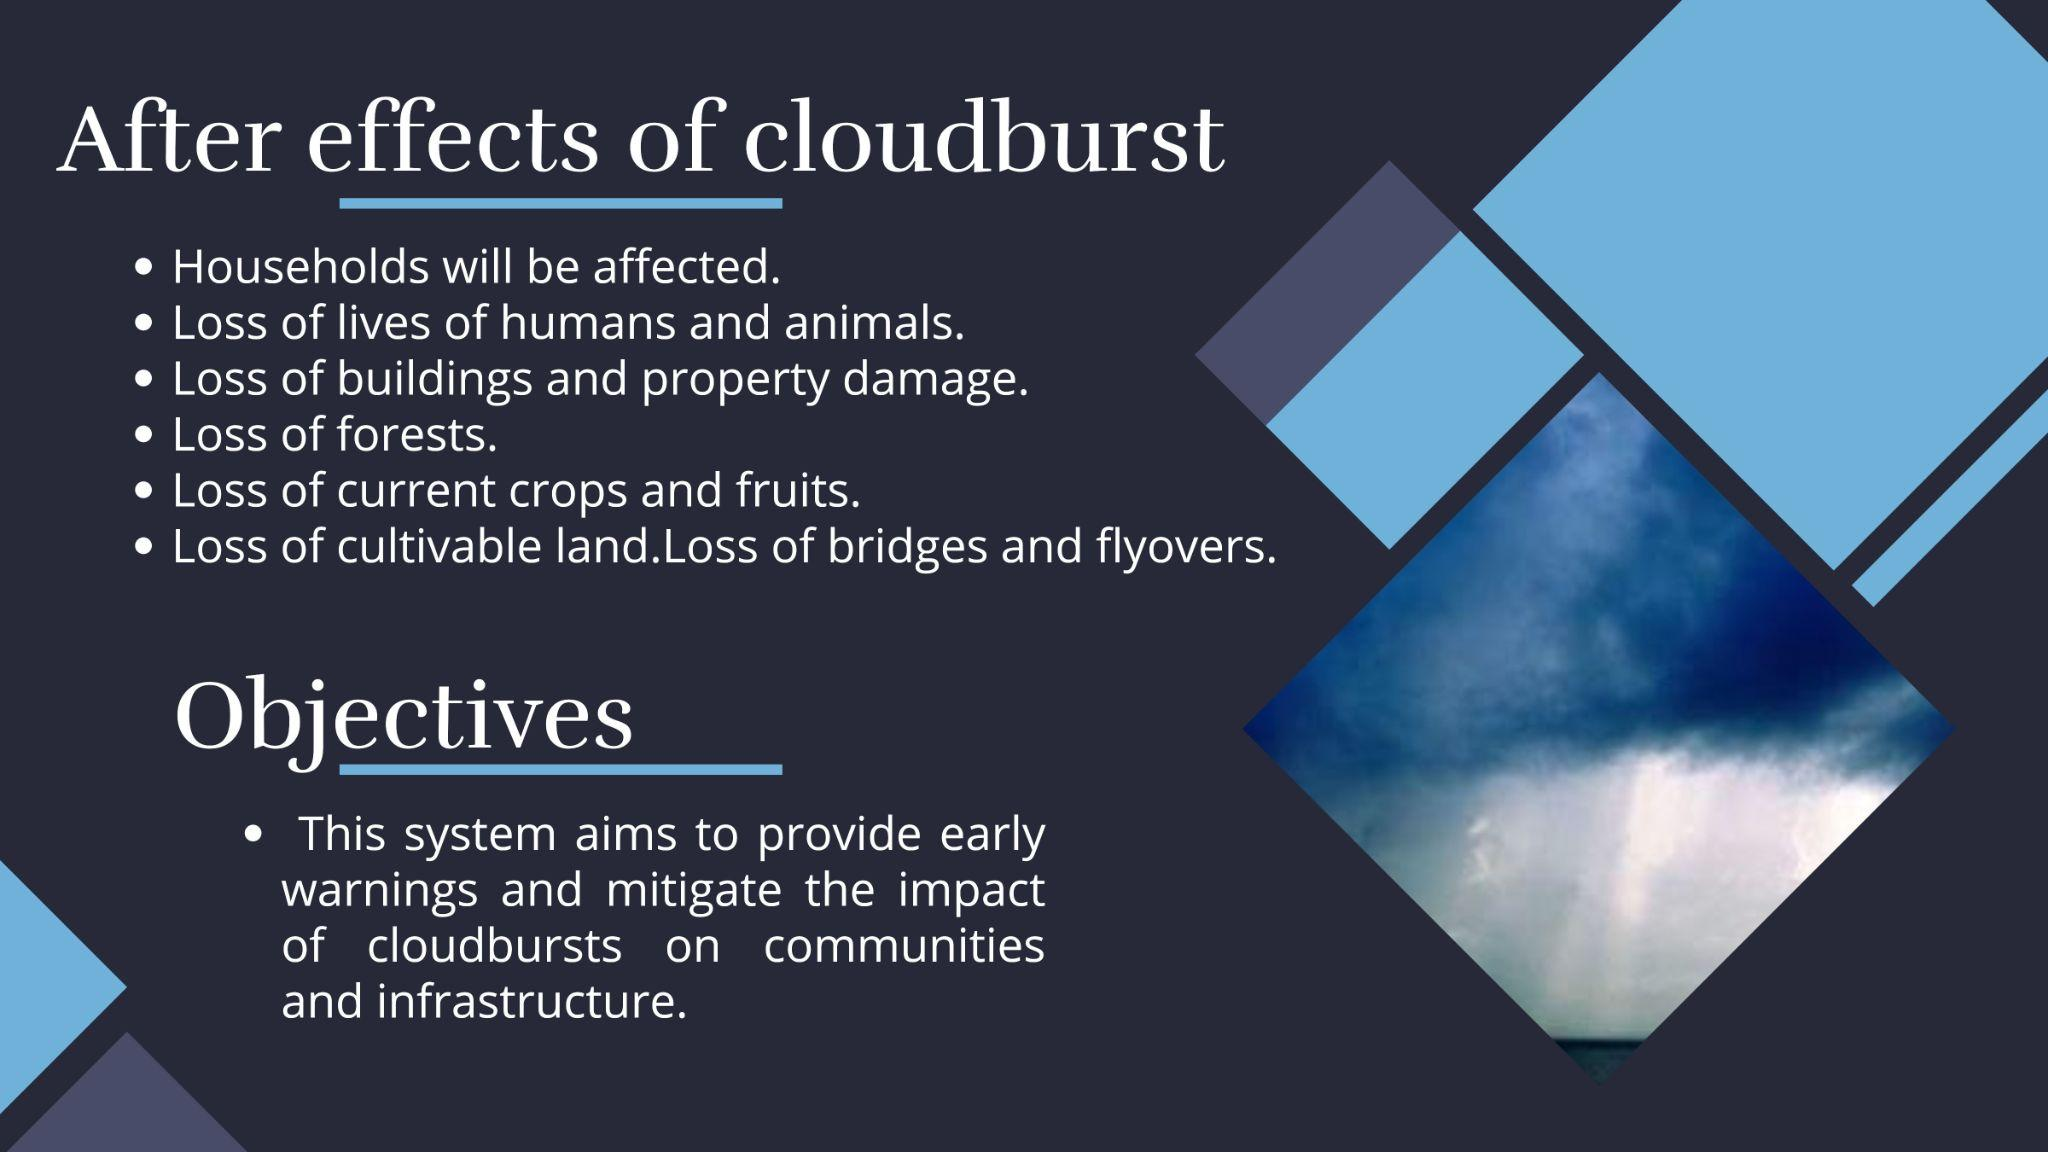 After effects of cloudburst
• Households will be affected.
• Loss of lives of humans and animals.
• Loss of buildings and property damage.
• Loss of forests.
• Loss of current crops and fruits.
• Loss of cultivable land.Loss of bridges and flyovers.
Objectives
• This system aims to provide early
warnings and mitigate the impact
of cloudbursts on communities
and infrastructure.